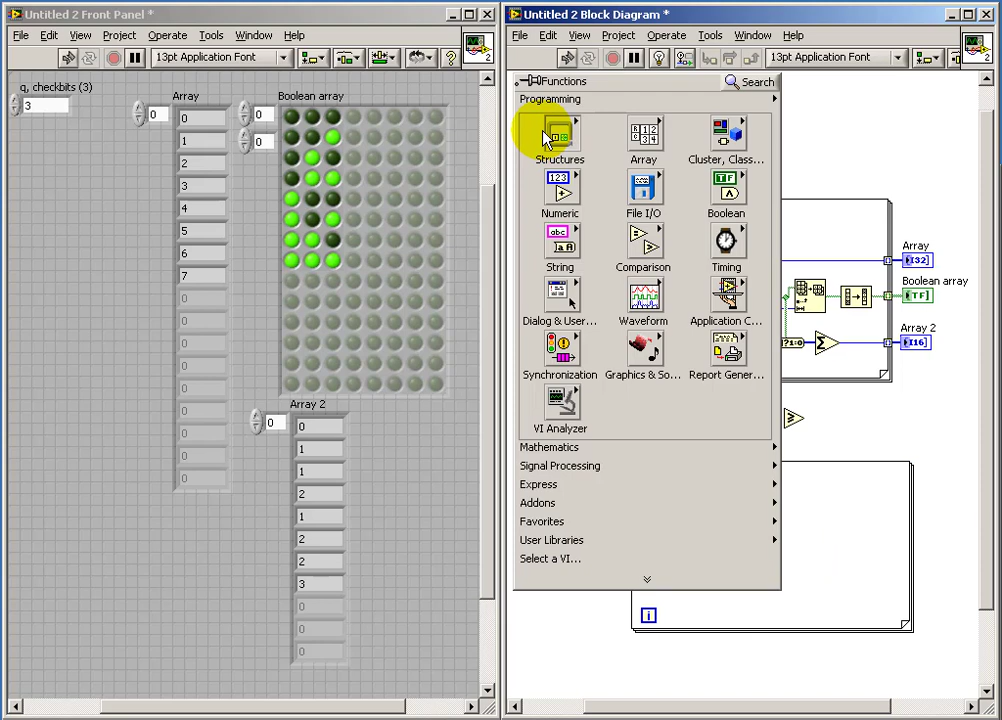 Untitled 2 Front Panel *
File Edit View Project Operate Tools Window Help
13pt Application Font
q, checkbits (3)
3
Array
0
0
1
2
3
4
5
6
7
0
0
0
0
0
0
0
0
0
Boolean array
0
0
Array 2
0
0
1
1
2
1
2
2
3
0
0
0
Untitled 2 Block Diagram *
File Edit View Project Operate Tools Window Help
13pt Application Font
Functions
Search
Programming
Structures Array Cluster, Class...
Numeric File I/O Boolean
String Comparison Timing
Dialog & User... Waveform Application C...
Synchronization Graphics & So... Report Gener...
VI Analyzer
Mathematics
Signal Processing
Express
Addons
Favorites
User Libraries
Select a VI...
Array
I32]
Boolean array
TF]
Array 2
I16]
?1:0
i